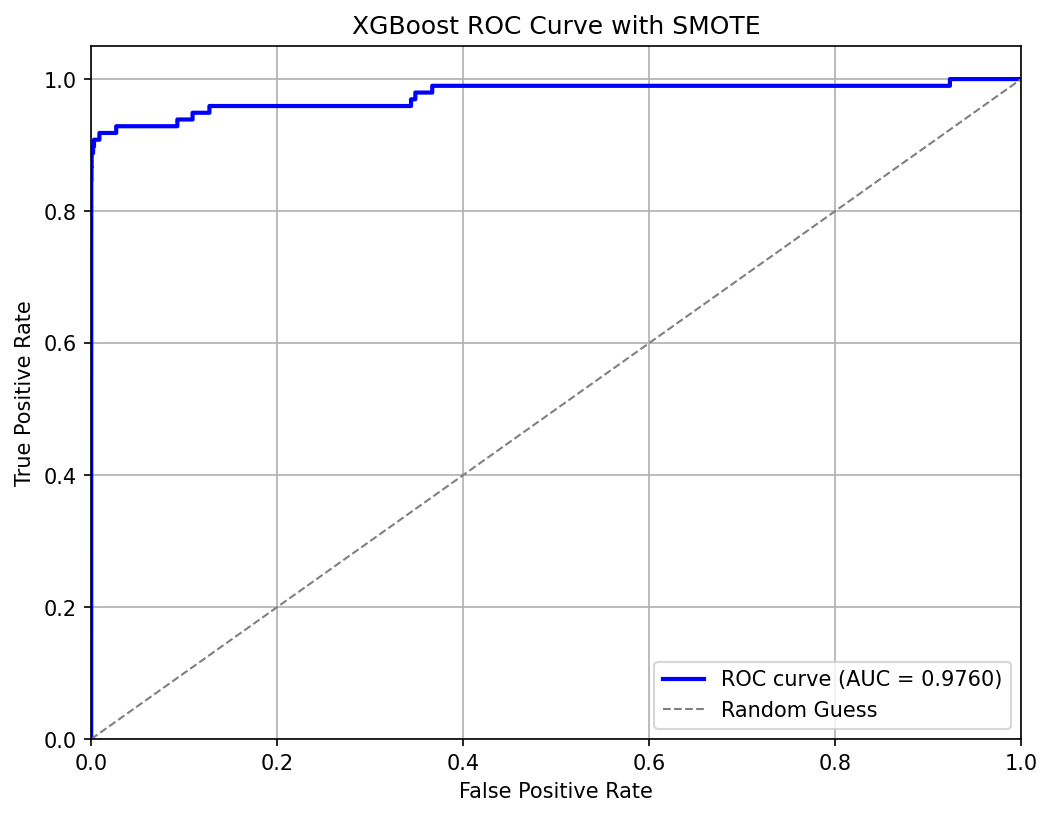 XGBoost ROC Curve with SMOTE
True Positive Rate
1.0
0.8
0.6
0.4
0.2
0.0
0.0 0.2 0.4 0.6 0.8 1.0
False Positive Rate
ROC curve (AUC = 0.9760)
Random Guess